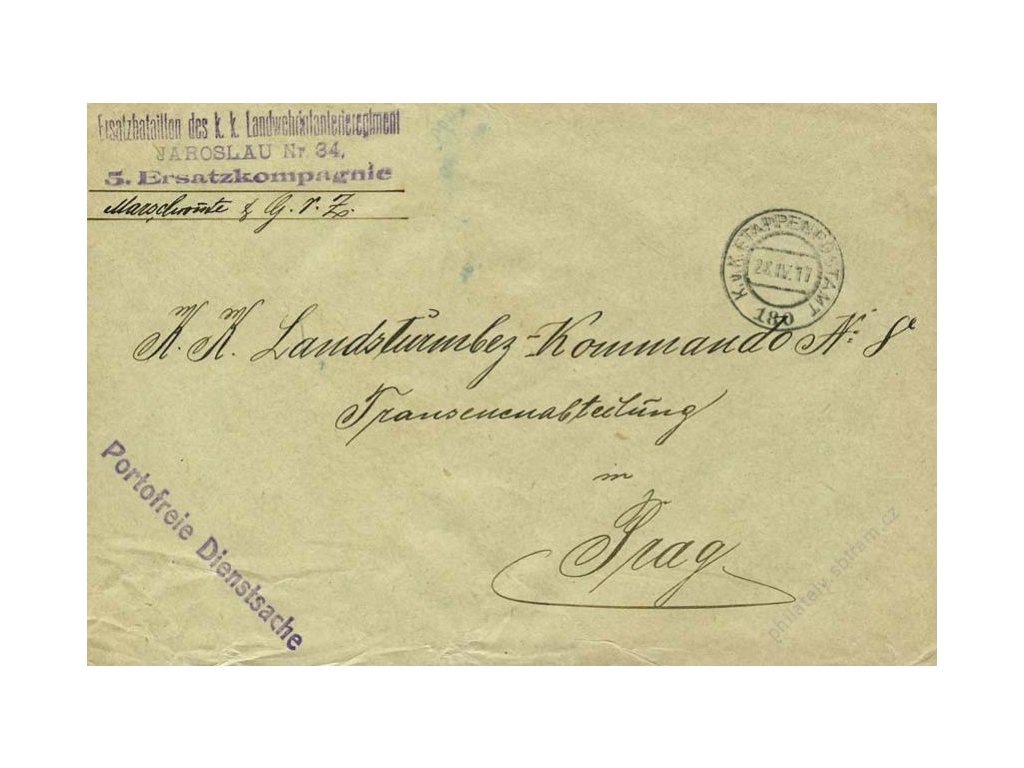 Ersatzbataillon des k. k. Landwehrinfanterieregiment
JAROSLAU Nr. 34.
5. Ersatzkompagnie
G. v. Z.
K.u.K. ETAPPENPOSTAMT
28.IV.17
180
K. K. Landsturmbez-Kommando No 8
Transenenabteilung
in
Prag
Portofreie Dienstsache
philately.sbiram.cz